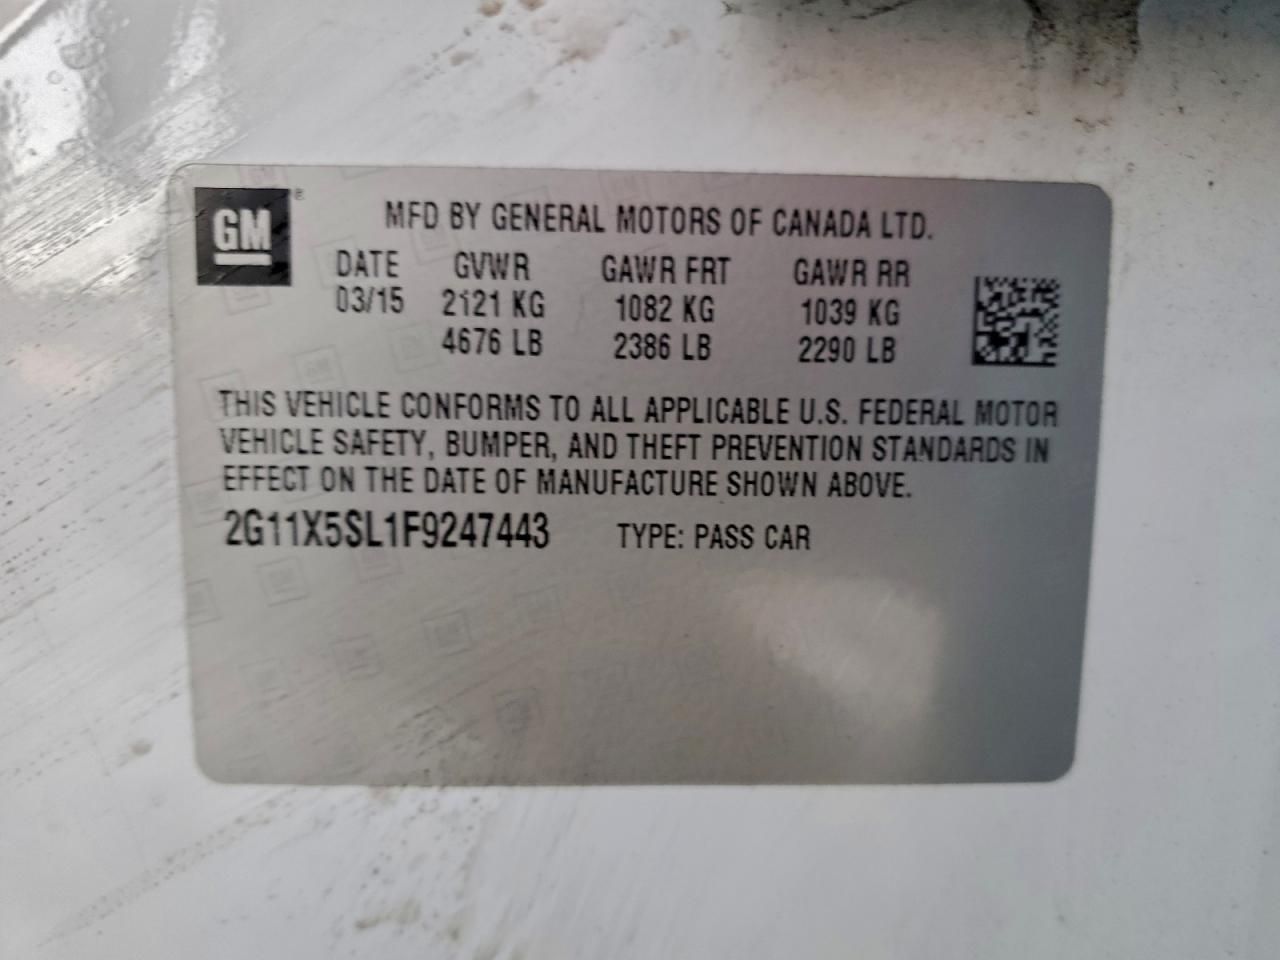 GM®
MFD BY GENERAL MOTORS OF CANADA LTD.
DATE GVWR GAWR FRT GAWR RR
03/15 2121 KG 1082 KG 1039 KG
4676 LB 2386 LB 2290 LB
THIS VEHICLE CONFORMS TO ALL APPLICABLE U.S. FEDERAL MOTOR
VEHICLE SAFETY, BUMPER, AND THEFT PREVENTION STANDARDS IN
EFFECT ON THE DATE OF MANUFACTURE SHOWN ABOVE.
2G11X5SL1F9247443 TYPE: PASS CAR